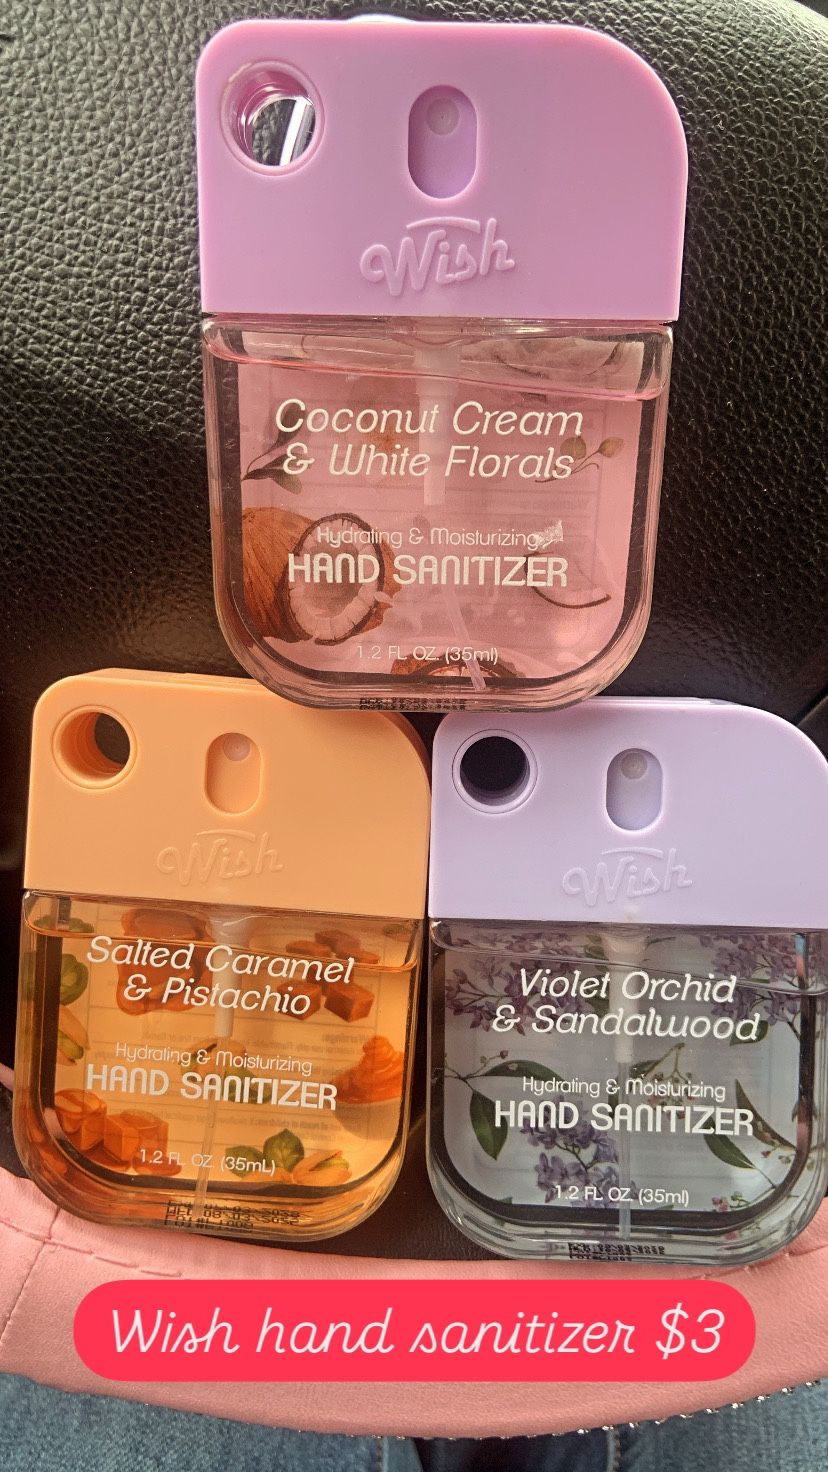 Wish
Coconut Cream
& White Florals
Hydrating & Moisturizing
HAND SANITIZER
1.2 FL OZ. (35ml)
Wish
Salted Caramel
& Pistachio
Hydrating & Moisturizing
HAND SANITIZER
1.2 FL OZ. (35mL)
Wish
Violet Orchid
& Sandalwood
Hydrating & Moisturizing
HAND SANITIZER
1.2 FL OZ. (35ml)
Wish hand sanitizer $3